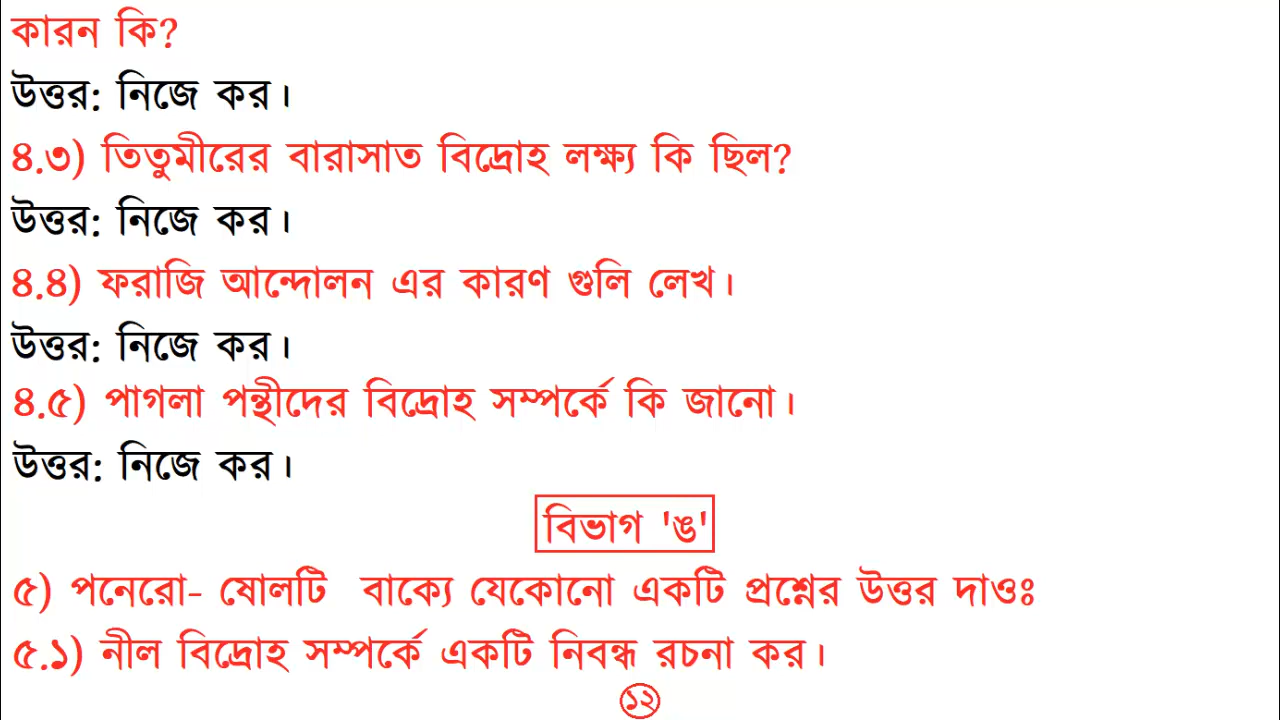 কারন কি?
উত্তর: নিজে কর।
৪.৩) তিতুমীরের বারাসাত বিদ্রোহ লক্ষ্য কি ছিল?
উত্তর: নিজে কর।
৪.৪) ফরাজি আন্দোলন এর কারণ গুলি লেখ।
উত্তর: নিজে কর।
৪.৫) পাগলা পন্থীদের বিদ্রোহ সম্পর্কে কি জানো।
উত্তর: নিজে কর।
বিভাগ 'ঙ'
৫) পনেরো- ষোলটি বাক্যে যেকোনো একটি প্রশ্নের উত্তর দাওঃ
৫.১) নীল বিদ্রোহ সম্পর্কে একটি নিবন্ধ রচনা কর।
১২